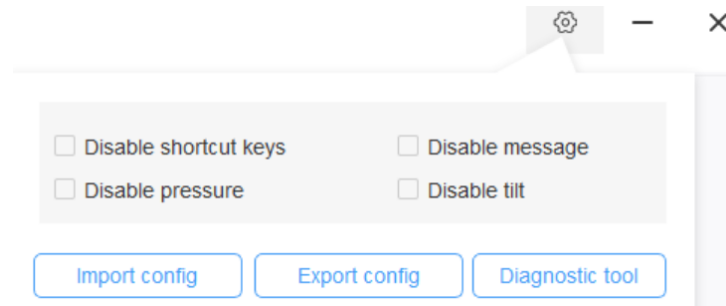 Disable shortcut keys
Disable message
Disable pressure
Disable tilt
Import config
Export config
Diagnostic tool